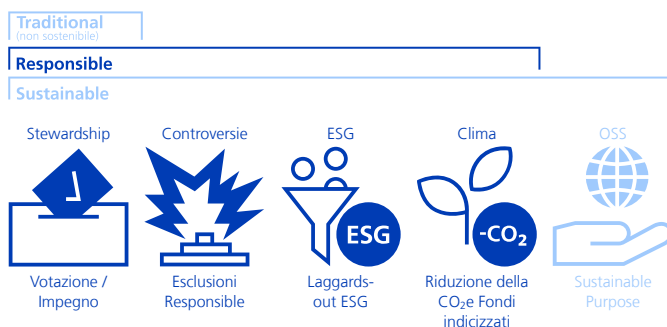 Traditional
(non sostenibile)
Responsible
Sustainable
Stewardship
Controversie
ESG
Clima
OSS
ESG
-CO₂
Votazione /
Impegno
Esclusioni
Responsible
Laggards-
out ESG
Riduzione della
CO₂e Fondi
indicizzati
Sustainable
Purpose